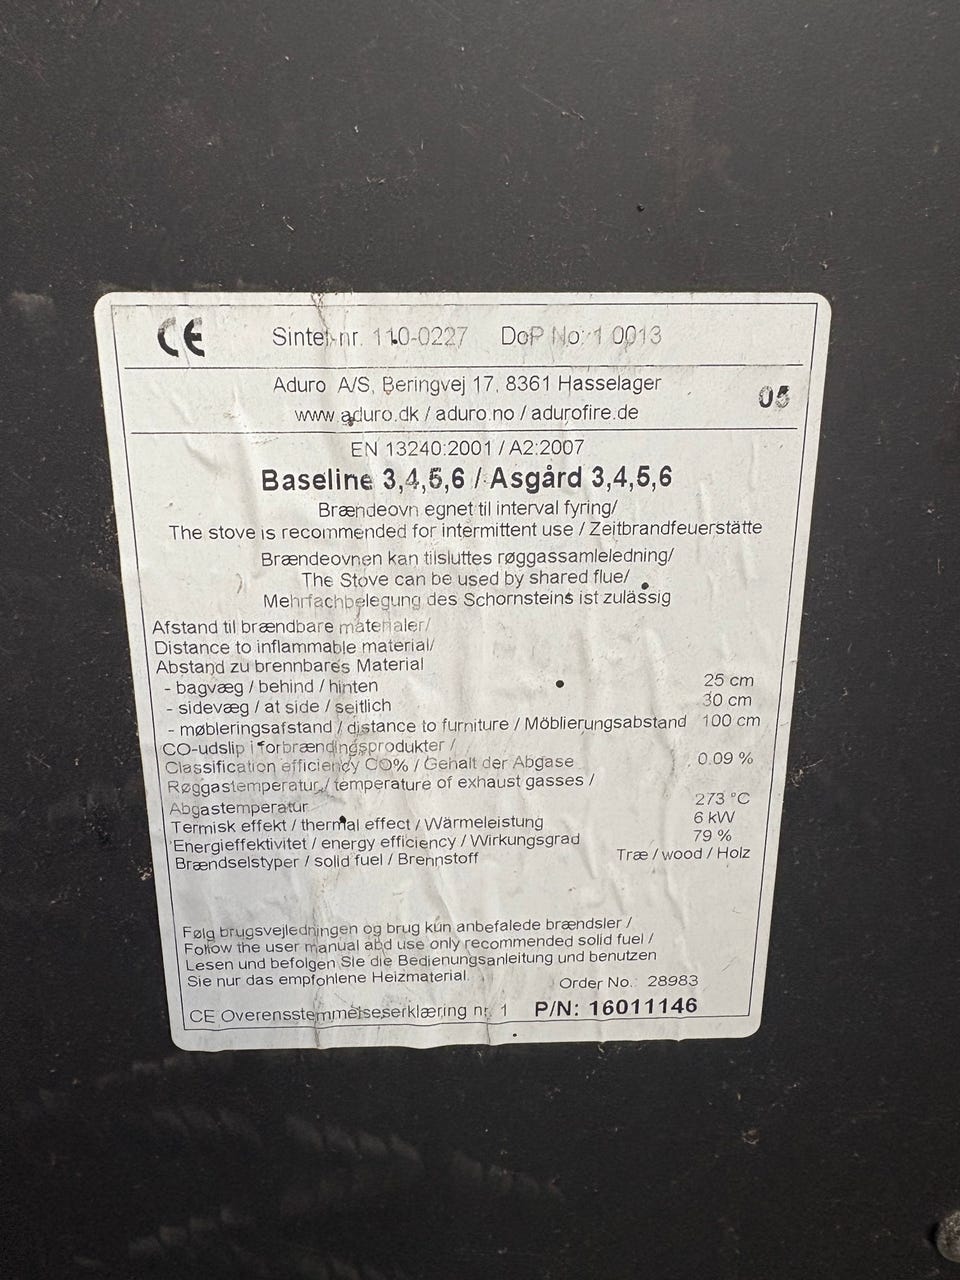 CE Sintef-nr. 110-0227 DoP No: 1 0013
Aduro A/S, Beringvej 17, 8361 Hasselager
www.aduro.dk / aduro.no / adurofire.de
05
EN 13240:2001 / A2:2007
Baseline 3,4,5,6 / Asgård 3,4,5,6
Brændeovn egnet til interval fyring/
The stove is recommended for intermittent use / Zeitbrandfeuerstätte
Brændeovnen kan tilsluttes røggassamleledning/
The Stove can be used by shared flue/
Mehrfachbelegung des Schornsteins ist zulässig
Afstand til brændbare materialer/
Distance to inflammable material/
Abstand zu brennbares Material
- bagvæg / behind / hinten 25 cm
- sidevæg / at side / seitlich 30 cm
- møbleringsafstand / distance to furniture / Möblierungsabstand 100 cm
CO-udslip i forbrændingsprodukter /
Classification efficiency CO% / Gehalt der Abgase 0.09 %
Røggastemperatur / temperature of exhaust gasses /
Abgastemperatur 273 °C
Termisk effekt / thermal effect / Wärmeleistung 6 kW
Energieffektivitet / energy efficiency / Wirkungsgrad 79 %
Brændselstyper / solid fuel / Brennstoff Træ / wood / Holz
Følg brugsvejledningen og brug kun anbefalede brændsler /
Follow the user manual and use only recommended solid fuel /
Lesen und befolgen SIe die Bedienungsanleitung und benutzen
Sie nur das empfohlene Heizmaterial.
Order No.: 28983
CE Overensstemmelseserklæring nr. 1 P/N: 16011146